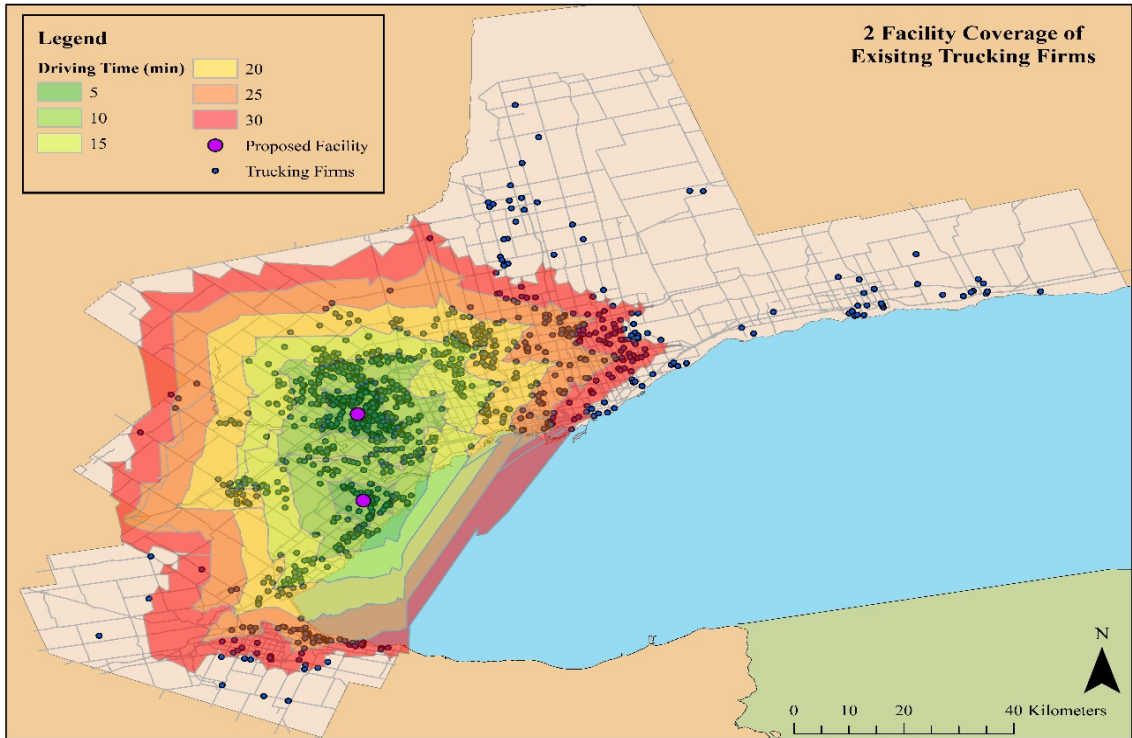 2 Facility Coverage of
Exisitng Trucking Firms
Legend
Driving Time (min)
5
10
15
20
25
30
Proposed Facility
Trucking Firms
N
0 10 20 40 Kilometers